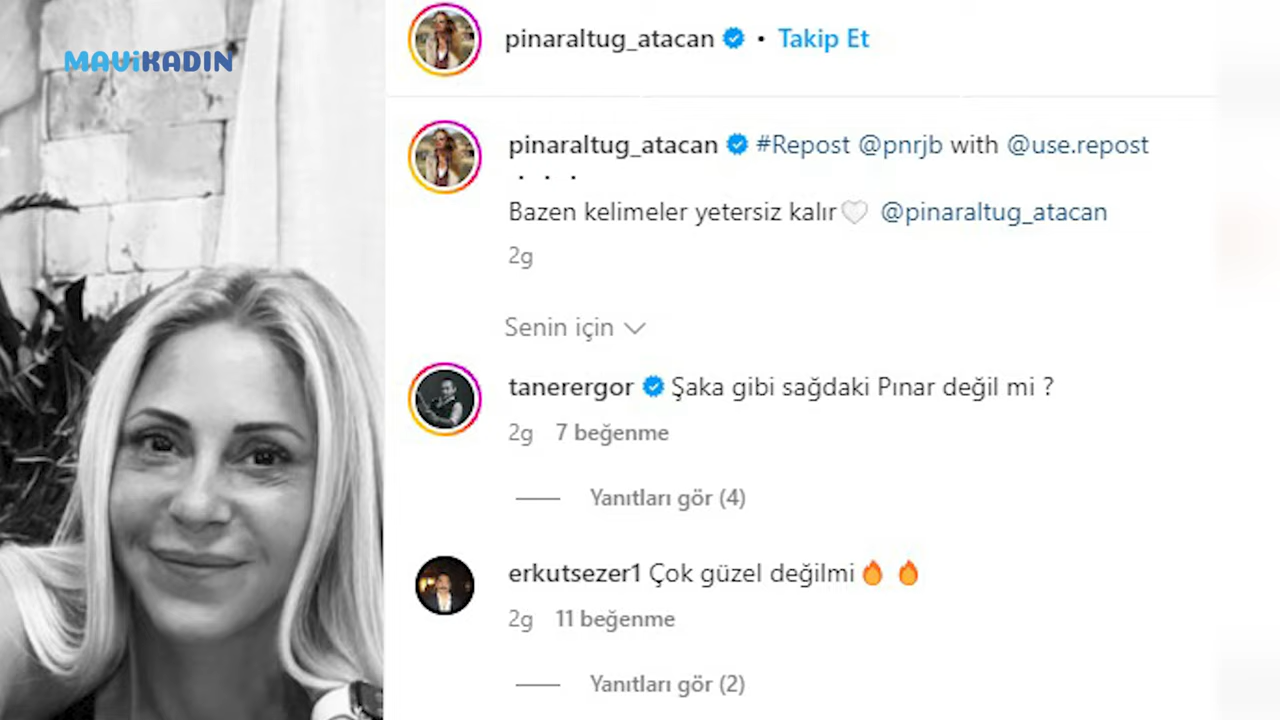 MAViKADIN
pinaraltug_atacan • Takip Et
pinaraltug_atacan #Repost @pnrjb with @use.repost
・・・
Bazen kelimeler yetersiz kalır🤍 @pinaraltug_atacan
2g
Senin için
tanerergor Şaka gibi sağdaki Pınar değil mi ?
2g 7 beğenme
Yanıtları gör (4)
erkutsezer1 Çok güzel değilmi🔥 🔥
2g 11 beğenme
Yanıtları gör (2)